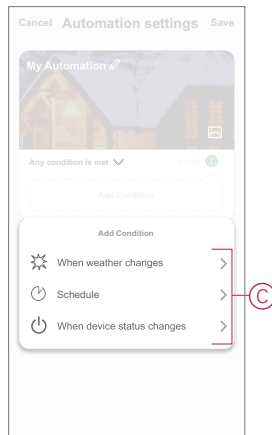 Cancel Automation settings Save
My Automation
Any condition is met
Add Condition
Add Condition
When weather changes
Schedule
When device status changes
C